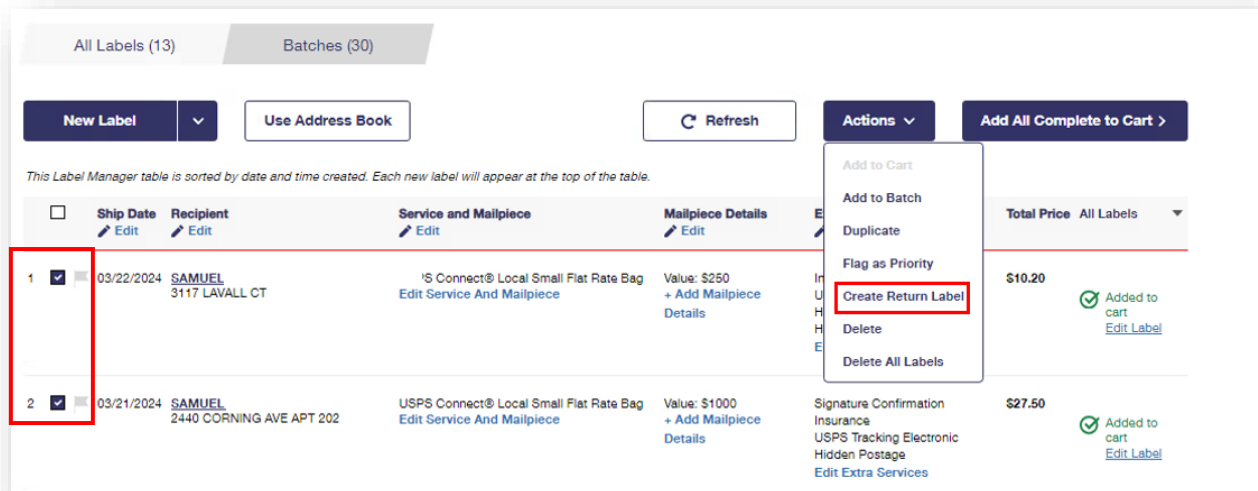 All Labels (13)
Batches (30)
New Label
Use Address Book
Refresh
Actions
Add All Complete to Cart
This Label Manager table is sorted by date and time created. Each new label will appear at the top of the table.
Add to Cart
Add to Batch
Duplicate
Flag as Priority
Create Return Label
Delete
Delete All Labels
Ship Date Recipient Service and Mailpiece Mailpiece Details Total Price All Labels
Edit Edit Edit Edit
1 03/22/2024 SAMUEL Connect® Local Small Flat Rate Bag Value: $250 $10.20
3117 LAVALL CT Edit Service And Mailpiece + Add Mailpiece Added to
Details cart
Edit Label
2 03/21/2024 SAMUEL USPS Connect® Local Small Flat Rate Bag Value: $1000 Signature Confirmation $27.50
2440 CORNING AVE APT 202 Edit Service And Mailpiece + Add Mailpiece Insurance Added to
Details USPS Tracking Electronic cart
Hidden Postage Edit Label
Edit Extra Services